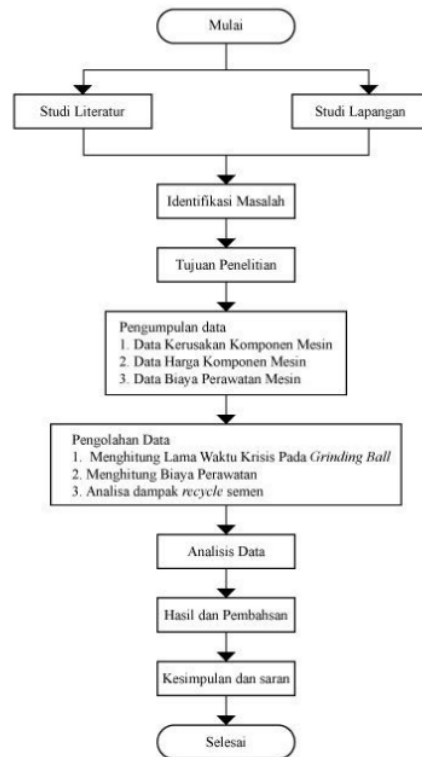 Mulai
Studi Literatur
Studi Lapangan
Identifikasi Masalah
Tujuan Penelitian
Pengumpulan data
1. Data Kerusakan Komponen Mesin
2. Data Harga Komponen Mesin
3. Data Biaya Perawatan Mesin
Pengolahan Data
1. Menghitung Lama Waktu Krisis Pada Grinding Ball
2. Menghitung Biaya Perawatan
3. Analisa dampak recycle semen
Analisis Data
Hasil dan Pembahsan
Kesimpulan dan saran
Selesai